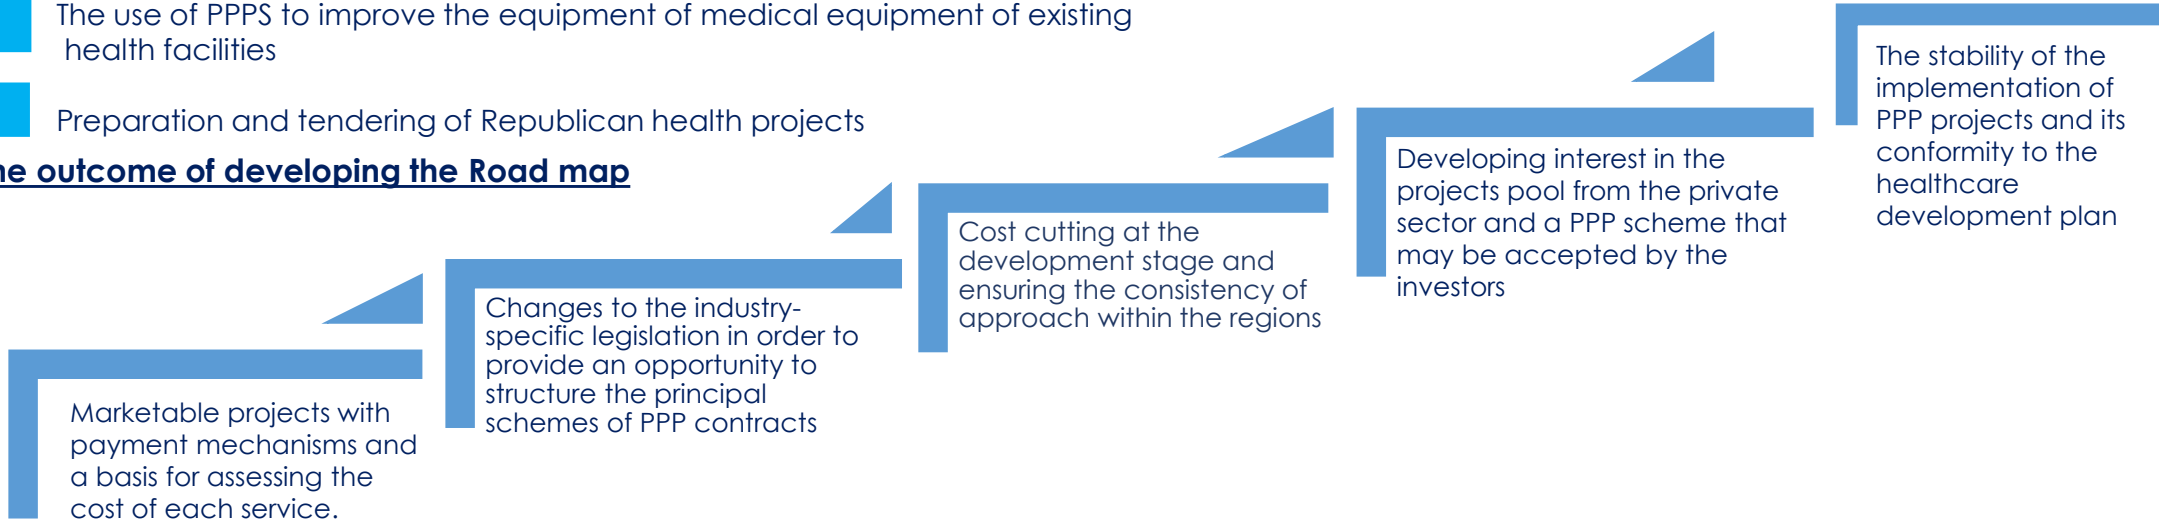 The use of PPPS to improve the equipment of medical equipment of existing
health facilities
Preparation and tendering of Republican health projects
outcome of developing the Road map
Marketable projects with
payment mechanisms and
a basis for assessing the
cost of each service.
Changes to the industry-
specific legislation in order to
provide an opportunity to
structure the principal
schemes of PPP contracts
Cost cutting at the
development stage and
ensuring the consistency of
approach within the regions
Developing interest in the
projects pool from the private
sector and a PPP scheme that
may be accepted by the
investors
The stability of the
implementation of
PPP projects and its
conformity to the
healthcare
development plan